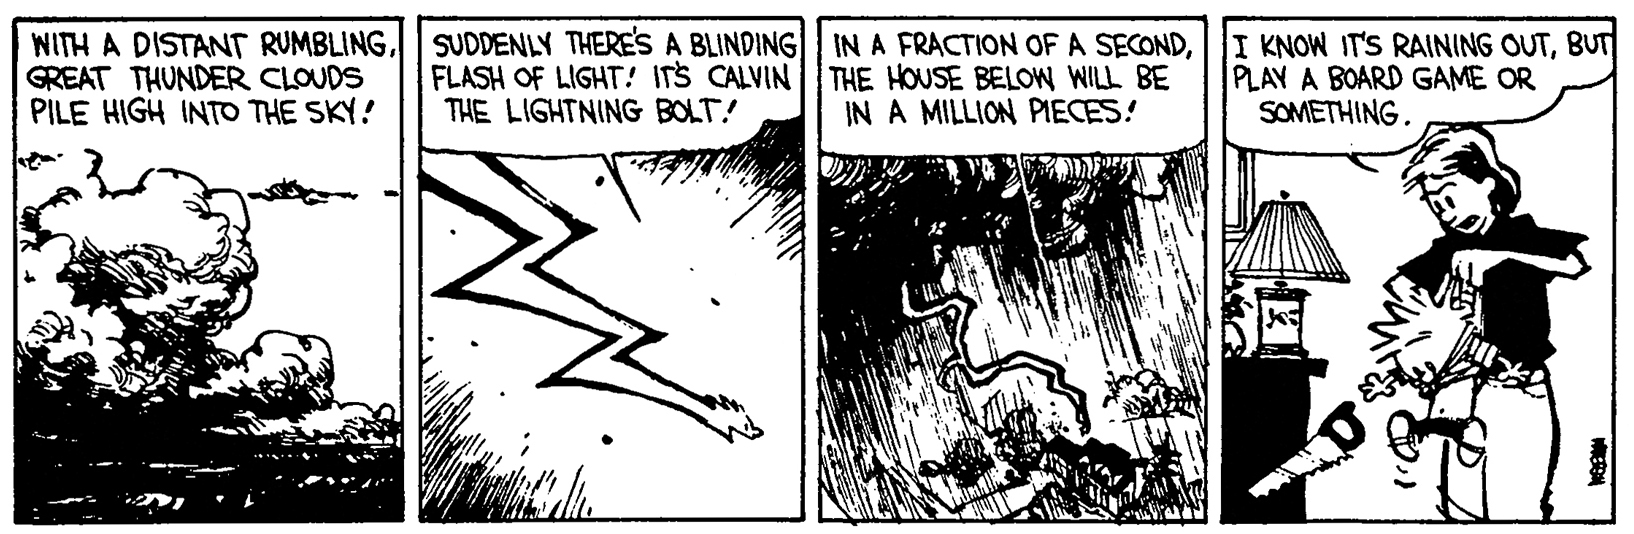 WITH A DISTANT RUMBLING,
GREAT THUNDER CLOUDS
PILE HIGH INTO THE SKY!
SUDDENLY THERE'S A BLINDING
FLASH OF LIGHT! IT'S CALVIN
THE LIGHTNING BOLT!
IN A FRACTION OF A SECOND,
THE HOUSE BELOW WILL BE
IN A MILLION PIECES!
I KNOW IT'S RAINING OUT, BUT
PLAY A BOARD GAME OR
SOMETHING.